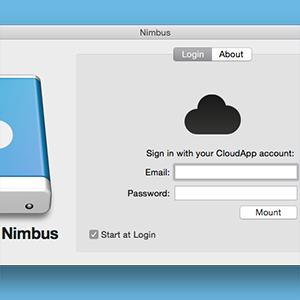 Nimbus
Login About
Sign in with your CloudApp account:
Email:
Password:
Mount
Nimbus
Start at Login